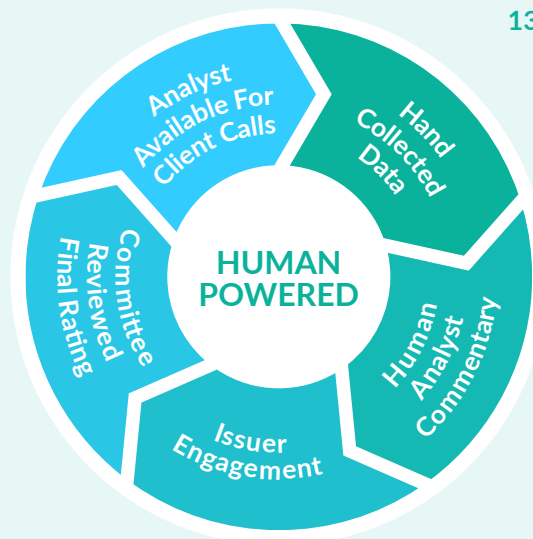 13
Hand
Collected
Data
Human
Analyst
Commentary
Issuer
Engagement
Committee
Reviewed
Final Rating
Analyst
Available For
Client Calls
HUMAN
POWERED